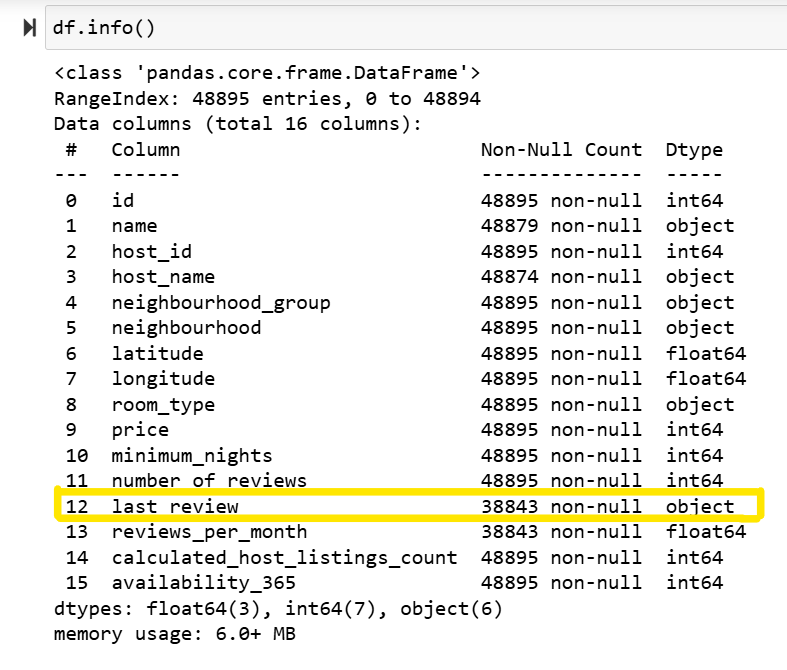 df.info()
<class 'pandas.core.frame.DataFrame'>
RangeIndex: 48895 entries, 0 to 48894
Data columns (total 16 columns):
 #   Column                          Non-Null Count  Dtype
---  ------                          --------------  -----
 0   id                              48895 non-null  int64
 1   name                            48879 non-null  object
 2   host_id                         48895 non-null  int64
 3   host_name                       48874 non-null  object
 4   neighbourhood_group             48895 non-null  object
 5   neighbourhood                   48895 non-null  object
 6   latitude                        48895 non-null  float64
 7   longitude                       48895 non-null  float64
 8   room_type                       48895 non-null  object
 9   price                           48895 non-null  int64
 10  minimum_nights                  48895 non-null  int64
 11  number of reviews               48895 non-null  int64
 12  last review                     38843 non-null  object
 13  reviews_per_month               38843 non-null  float64
 14  calculated_host_listings_count  48895 non-null  int64
 15  availability_365                48895 non-null  int64
dtypes: float64(3), int64(7), object(6)
memory usage: 6.0+ MB